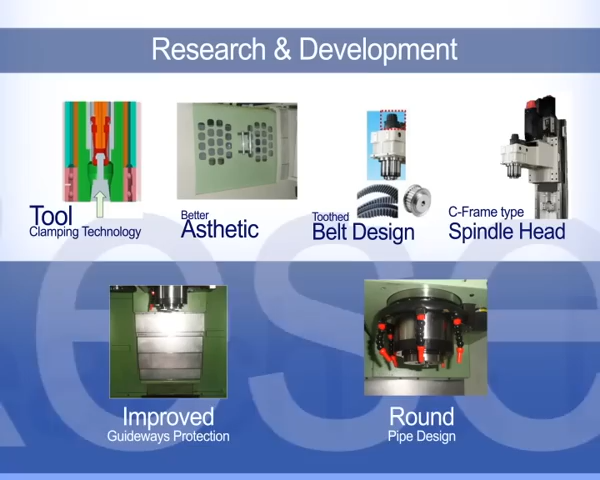 Research & Development
Tool
Clamping Technology
Better
Asthetic
Toothed
Belt Design
C-Frame type
Spindle Head
Improved
Guideways Protection
Round
Pipe Design